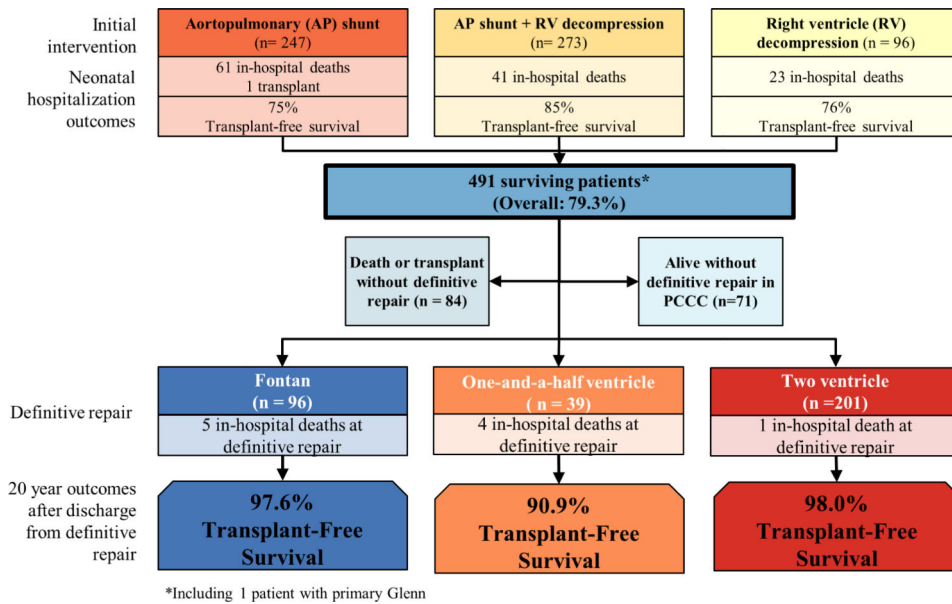 Initial
intervention
Aortopulmonary (AP) shunt
(n= 247)
AP shunt + RV decompression
(n= 273)
Right ventricle (RV)
decompression (n = 96)
Neonatal
hospitalization
outcomes
61 in-hospital deaths
1 transplant
41 in-hospital deaths
23 in-hospital deaths
75%
Transplant-free survival
85%
Transplant-free survival
76%
Transplant-free survival
491 surviving patients*
(Overall: 79.3%)
Death or transplant
without definitive
repair (n = 84)
Alive without
definitive repair in
PCCC (n=71)
Definitive repair
Fontan
(n = 96)
One-and-a-half ventricle
( n = 39)
Two ventricle
(n =201)
5 in-hospital deaths at
definitive repair
4 in-hospital deaths at
definitive repair
1 in-hospital death at
definitive repair
20 year outcomes
after discharge
from definitive
repair
97.6%
Transplant-Free
Survival
90.9%
Transplant-Free
Survival
98.0%
Transplant-Free
Survival
*Including 1 patient with primary Glenn